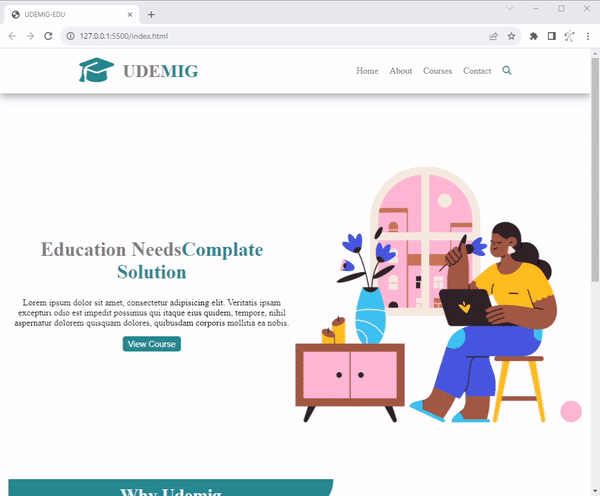 UDEMIG-EDU
127.0.0.1:5500/index.html
UDEMIG
Home About Courses Contact
Education NeedsComplate
Solution
Lorem ipsum dolor sit amet, consectetur adipisicing elit. Veritatis ipsam
excepturi odio est impedit possimus qui itaque eius quidem, tempore, nihil
aspernatur dolorem quisquam dolores, quibusdam corporis mollitia ea nobis.
View Course
Why Udemig